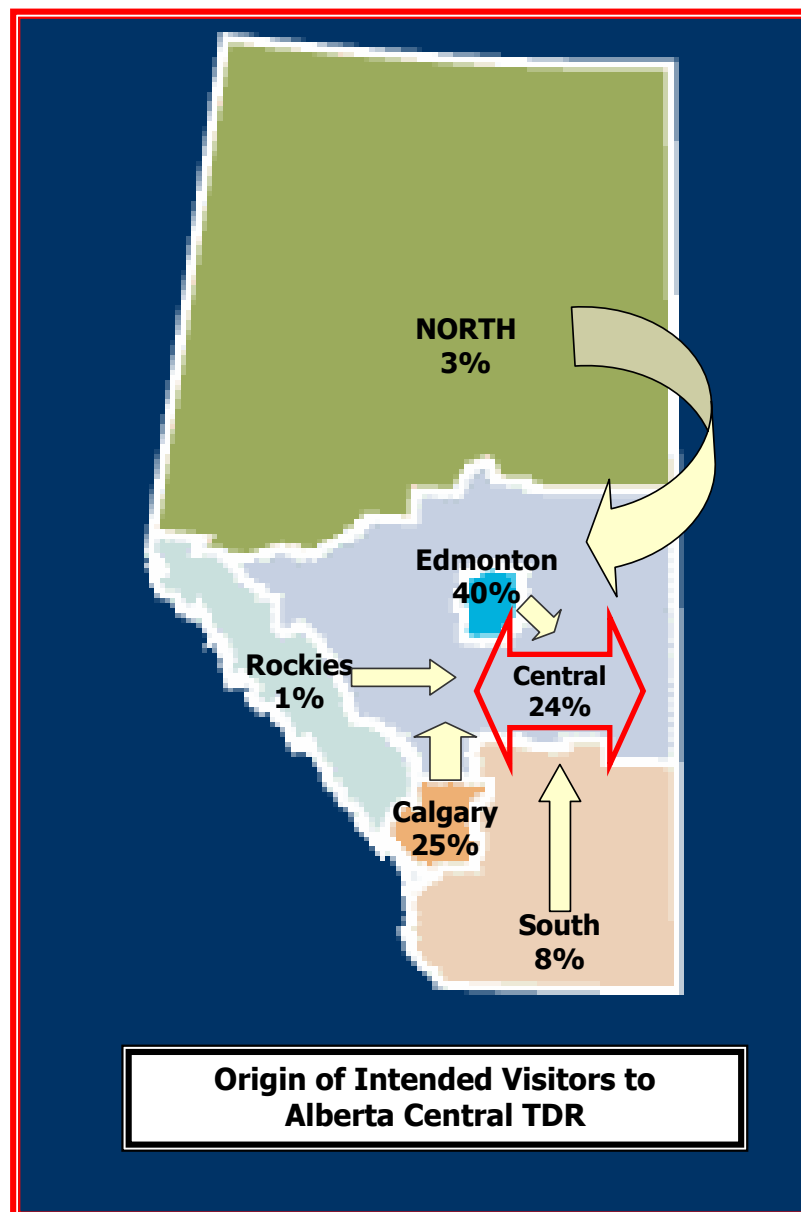 NORTH
3%
Edmonton
40%
Rockies
1%
Central
24%
Calgary
25%
South
8%
Origin of Intended Visitors to
Alberta Central TDR